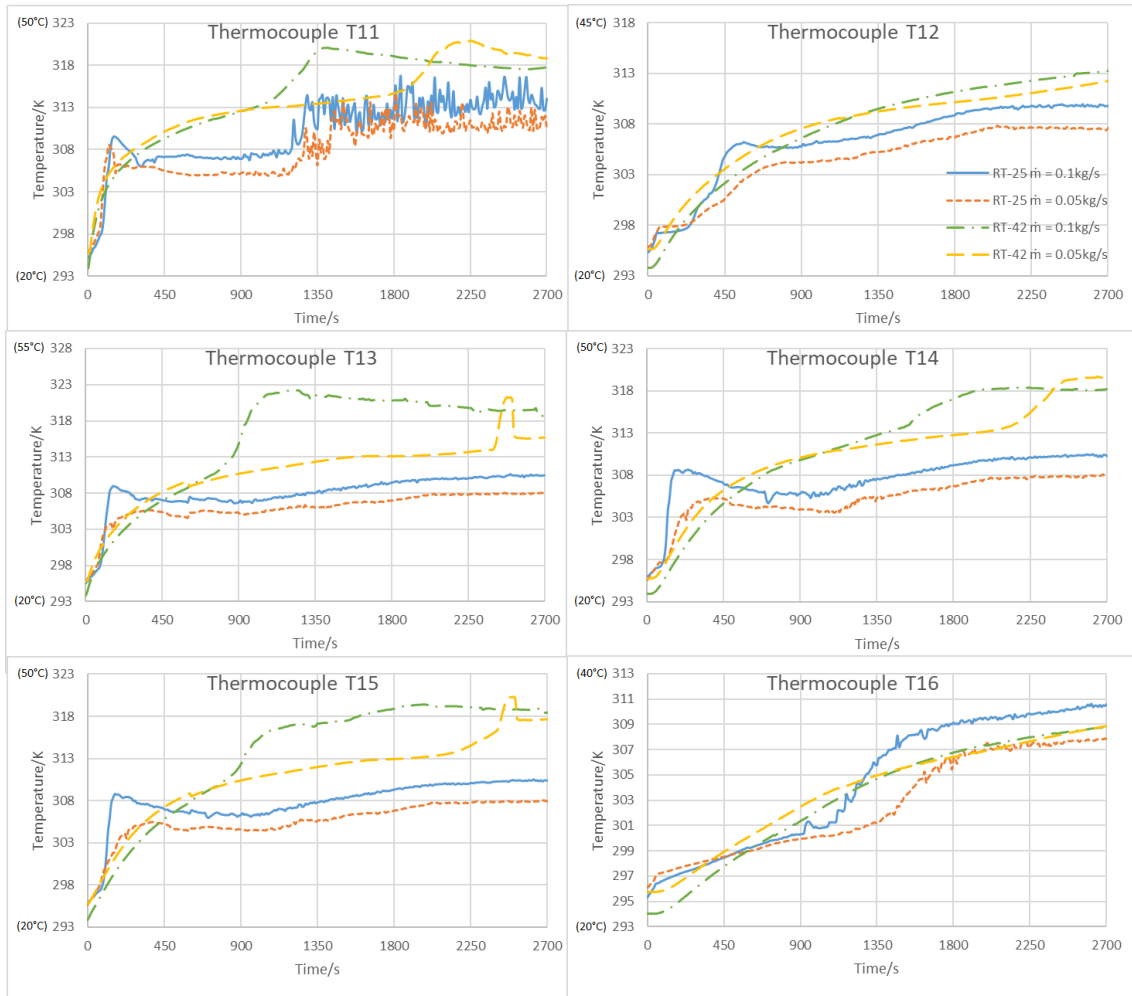 Thermocouple T11
(50°C) 323
318
313
308
303
298
(20°C) 293
Temperature/K
0 450 900 1350 1800 2250 2700
Time/s
Thermocouple T12
(45°C) 318
313
308
303
298
(20°C) 293
Temperature/K
RT-25 ṁ = 0.1kg/s
RT-25 ṁ = 0.05kg/s
RT-42 ṁ = 0.1kg/s
RT-42 ṁ = 0.05kg/s
0 450 900 1350 1800 2250 2700
Time/s
Thermocouple T13
(55°C) 328
323
318
313
308
303
298
(20°C) 293
Temperature/K
0 450 900 1350 1800 2250 2700
Time/s
Thermocouple T14
(50°C) 323
318
313
308
303
298
(20°C) 293
Temperature/K
0 450 900 1350 1800 2250 2700
Time/s
Thermocouple T15
(50°C) 323
318
313
308
303
298
(20°C) 293
Temperature/K
0 450 900 1350 1800 2250 2700
Time/s
Thermocouple T16
(40°C) 313
311
309
307
305
303
301
299
297
295
(20°C) 293
Temperature/K
0 450 900 1350 1800 2250 2700
Time/s